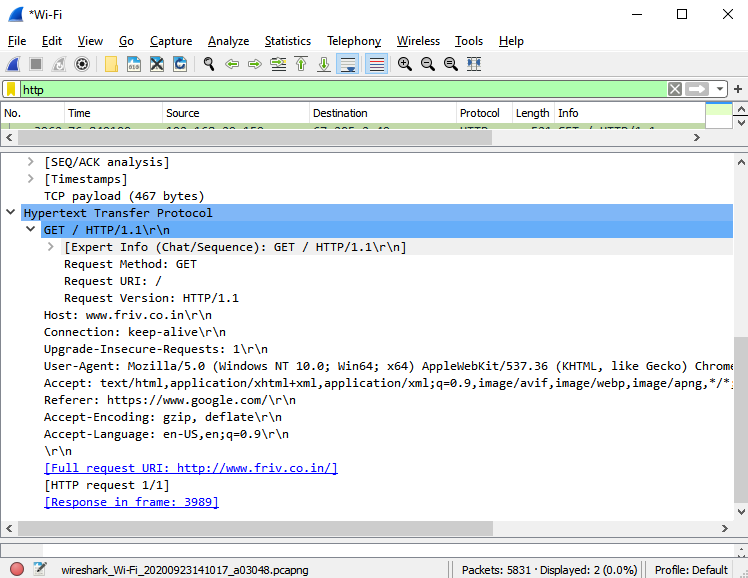 *Wi-Fi
File Edit View Go Capture Analyze Statistics Telephony Wireless Tools Help
http
No. Time Source Destination Protocol Length Info
[SEQ/ACK analysis]
[Timestamps]
TCP payload (467 bytes)
Hypertext Transfer Protocol
GET / HTTP/1.1\r\n
[Expert Info (Chat/Sequence): GET / HTTP/1.1\r\n]
Request Method: GET
Request URI: /
Request Version: HTTP/1.1
Host: www.friv.co.in\r\n
Connection: keep-alive\r\n
Upgrade-Insecure-Requests: 1\r\n
User-Agent: Mozilla/5.0 (Windows NT 10.0; Win64; x64) AppleWebKit/537.36 (KHTML, like Gecko) Chrome
Accept: text/html,application/xhtml+xml,application/xml;q=0.9,image/avif,image/webp,image/apng,*/*;
Referer: https://www.google.com/\r\n
Accept-Encoding: gzip, deflate\r\n
Accept-Language: en-US,en;q=0.9\r\n
\r\n
[Full request URI: http://www.friv.co.in/]
[HTTP request 1/1]
[Response in frame: 3989]
wireshark_Wi-Fi_20200923141017_a03048.pcapng Packets: 5831 · Displayed: 2 (0.0%) Profile: Default